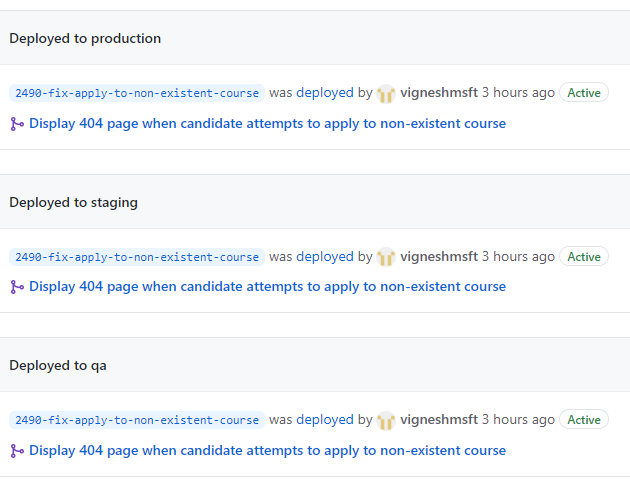 Deployed to production
2490-fix-apply-to-non-existent-course was deployed by vigneshmsft 3 hours ago Active
Display 404 page when candidate attempts to apply to non-existent course
Deployed to staging
2490-fix-apply-to-non-existent-course was deployed by vigneshmsft 3 hours ago Active
Display 404 page when candidate attempts to apply to non-existent course
Deployed to qa
2490-fix-apply-to-non-existent-course was deployed by vigneshmsft 3 hours ago Active
Display 404 page when candidate attempts to apply to non-existent course